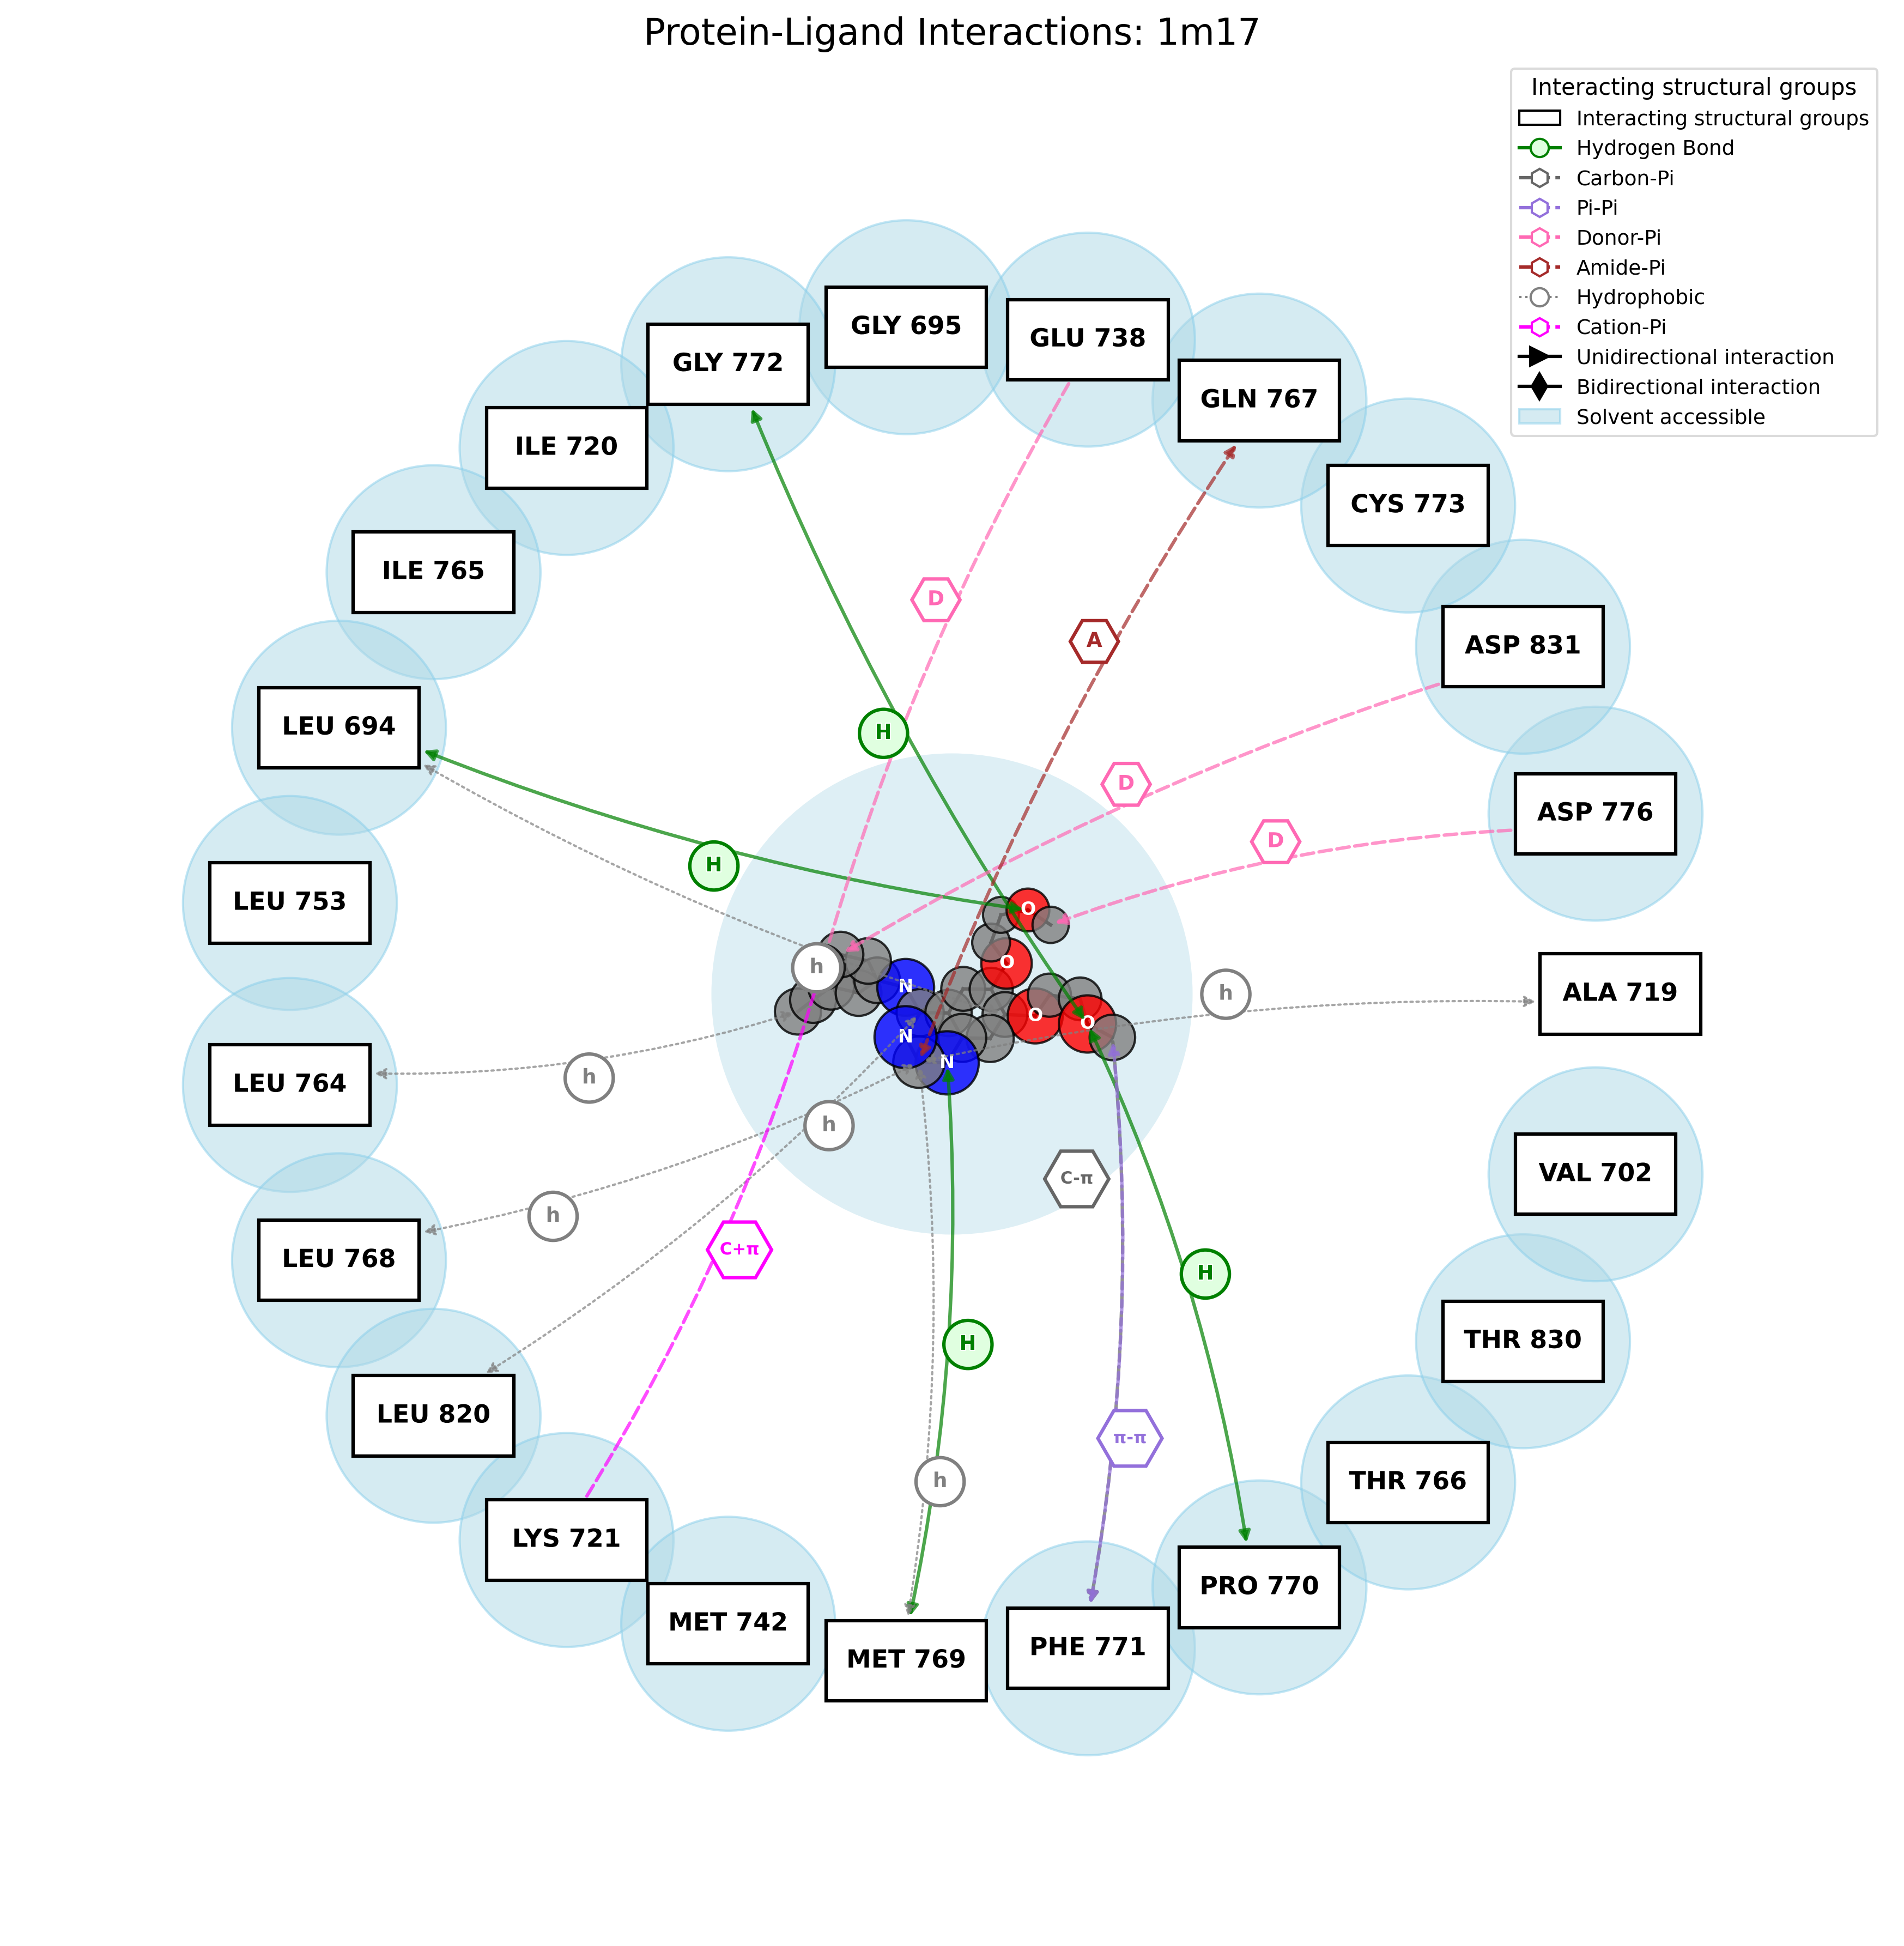 Protein-Ligand Interactions: 1m17
Interacting structural groups
Interacting structural groups
Hydrogen Bond
Carbon-Pi
Pi-Pi
Donor-Pi
Amide-Pi
Hydrophobic
Cation-Pi
Unidirectional interaction
Bidirectional interaction
Solvent accessible
GLY 695
GLU 738
GLY 772
GLN 767
ILE 720
CYS 773
ILE 765
D
A
ASP 831
LEU 694
H
D
ASP 776
D
H
LEU 753
O
O
h
N
h
ALA 719
O
O
N
N
LEU 764
h
h
C-π
VAL 702
h
LEU 768
C+π
H
THR 830
H
LEU 820
π-π
THR 766
h
LYS 721
PRO 770
MET 742
PHE 771
MET 769